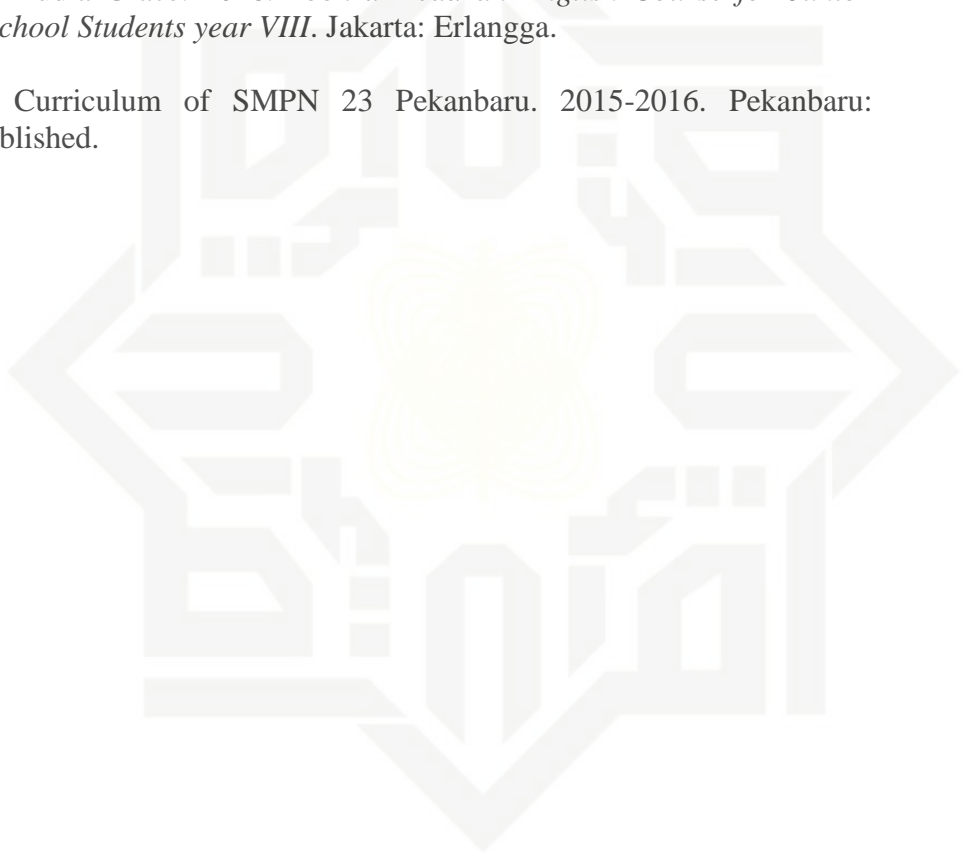 chool Students year VIII. Jakarta: Erlangga.
Curriculum of SMPN 23 Pekanbaru. 2015-2016. Pekanbaru:
blished.